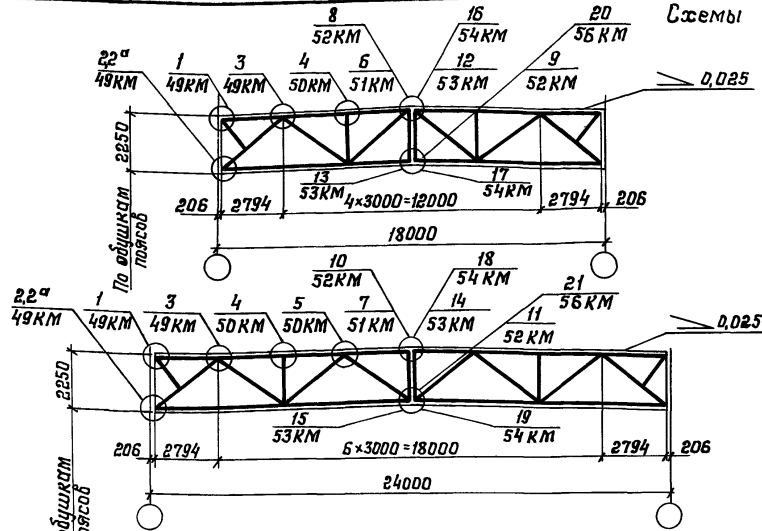 Схемы
8
52КМ
16
54КМ
20
56КМ
2,2ª
49КМ
1
49КМ
3
49КМ
4
50КМ
6
51КМ
12
53КМ
9
52КМ
0,025
2250
По обушкам
поясов
13
53КМ
17
54КМ
206
2794
4×3000=12000
2794
206
18000
10
52КМ
18
54КМ
21
56КМ
2,2ª
49КМ
1
49КМ
3
49КМ
4
50КМ
5
50КМ
7
51КМ
14
53КМ
11
52КМ
0,025
2250
15
53КМ
19
54КМ
206
2794
6×3000=18000
2794
206
24000
обушкам
поясов